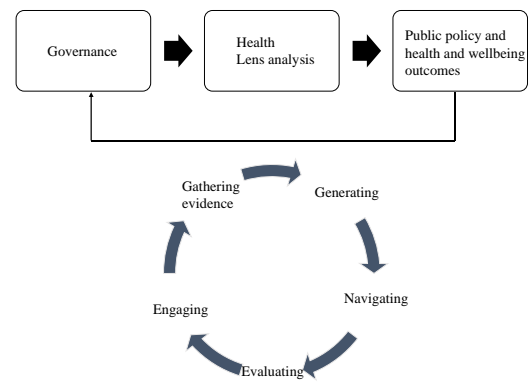 Governance
Health
Lens analysis
Public policy and
health and wellbeing
outcomes
Gathering
evidence
Generating
Navigating
Evaluating
Engaging